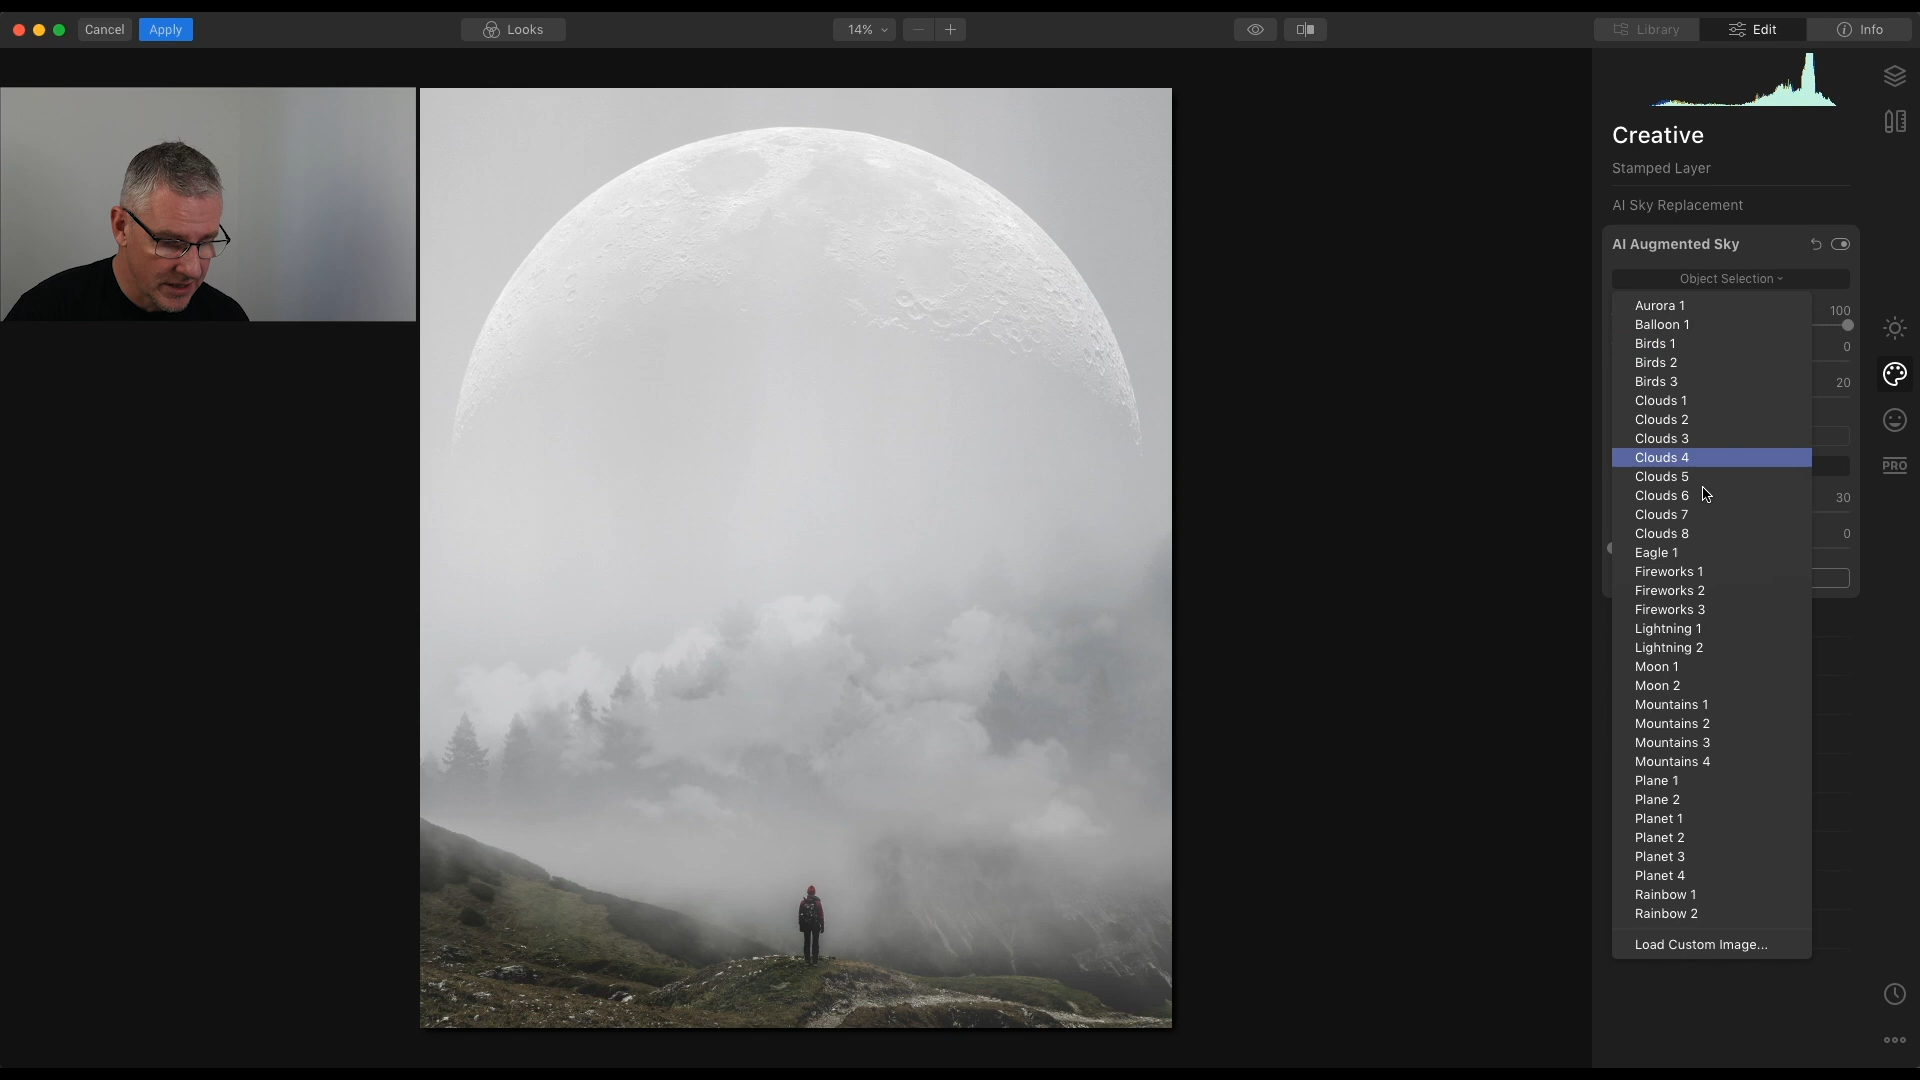 Cancel
Apply
Looks
14%
Library
Edit
Info
Creative
Stamped Layer
AI Sky Replacement
AI Augmented Sky
Object Selection
Aurora 1
100
Balloon 1
Birds 1
0
Birds 2
Birds 3
20
Clouds 1
Clouds 2
Clouds 3
Clouds 4
PRO
Clouds 5
Clouds 6
30
Clouds 7
Clouds 8
0
Eagle 1
Fireworks 1
Fireworks 2
Fireworks 3
Lightning 1
Lightning 2
Moon 1
Moon 2
Mountains 1
Mountains 2
Mountains 3
Mountains 4
Plane 1
Plane 2
Planet 1
Planet 2
Planet 3
Planet 4
Rainbow 1
Rainbow 2
Load Custom Image...